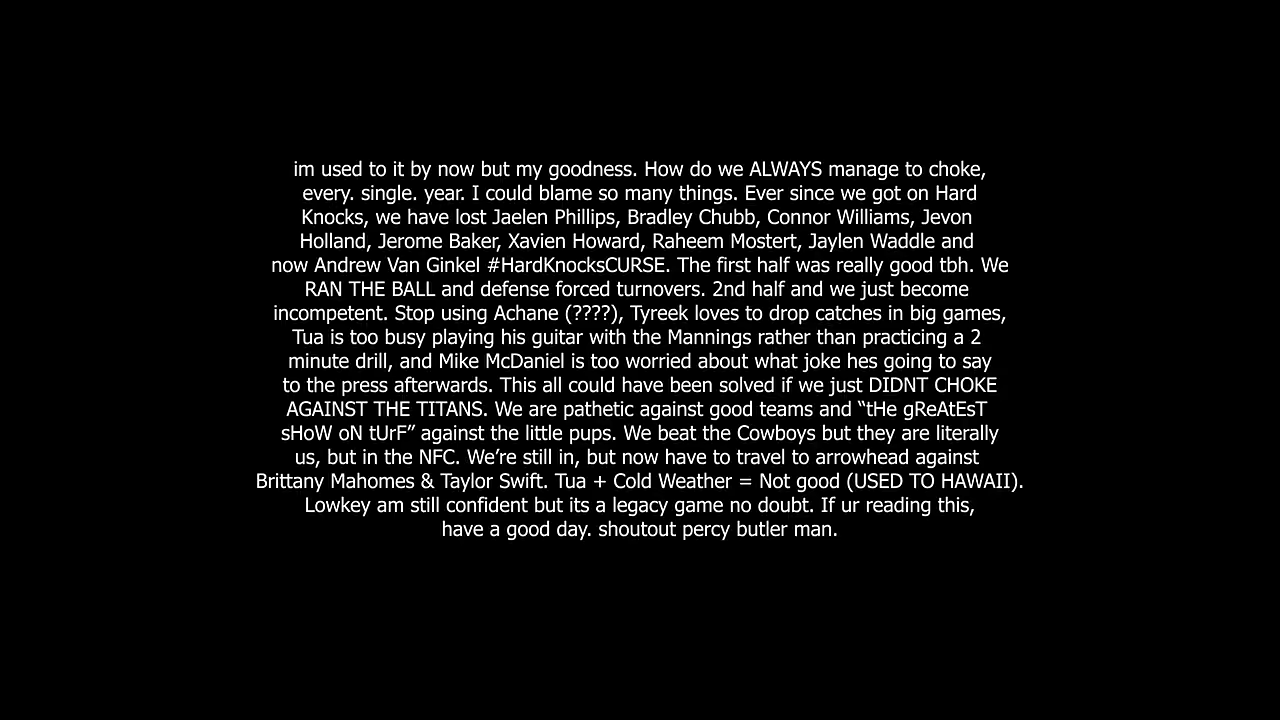 im used to it by now but my goodness. How do we ALWAYS manage to choke,
every. single. year. I could blame so many things. Ever since we got on Hard
Knocks, we have lost Jaelen Phillips, Bradley Chubb, Connor Williams, Jevon
Holland, Jerome Baker, Xavien Howard, Raheem Mostert, Jaylen Waddle and
now Andrew Van Ginkel #HardKnocksCURSE. The first half was really good tbh. We
RAN THE BALL and defense forced turnovers. 2nd half and we just become
incompetent. Stop using Achane (????), Tyreek loves to drop catches in big games,
Tua is too busy playing his guitar with the Mannings rather than practicing a 2
minute drill, and Mike McDaniel is too worried about what joke hes going to say
to the press afterwards. This all could have been solved if we just DIDNT CHOKE
AGAINST THE TITANS. We are pathetic against good teams and “tHe gReAtEsT
sHoW oN tUrF” against the little pups. We beat the Cowboys but they are literally
us, but in the NFC. We’re still in, but now have to travel to arrowhead against
Brittany Mahomes & Taylor Swift. Tua + Cold Weather = Not good (USED TO HAWAII).
Lowkey am still confident but its a legacy game no doubt. If ur reading this,
have a good day. shoutout percy butler man.